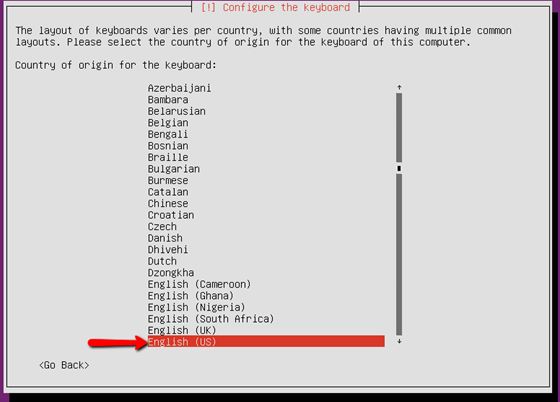 [!] Configure the keyboard
The layout of keyboards varies per country, with some countries having multiple common
layouts. Please select the country of origin for the keyboard of this computer.
Country of origin for the keyboard:
Azerbaijani
Bambara
Belarusian
Belgian
Bengali
Bosnian
Braille
Bulgarian
Burmese
Catalan
Chinese
Croatian
Czech
Danish
Dhivehi
Dutch
Dzongkha
English (Cameroon)
English (Ghana)
English (Nigeria)
English (South Africa)
English (UK)
English (US)
<Go Back>